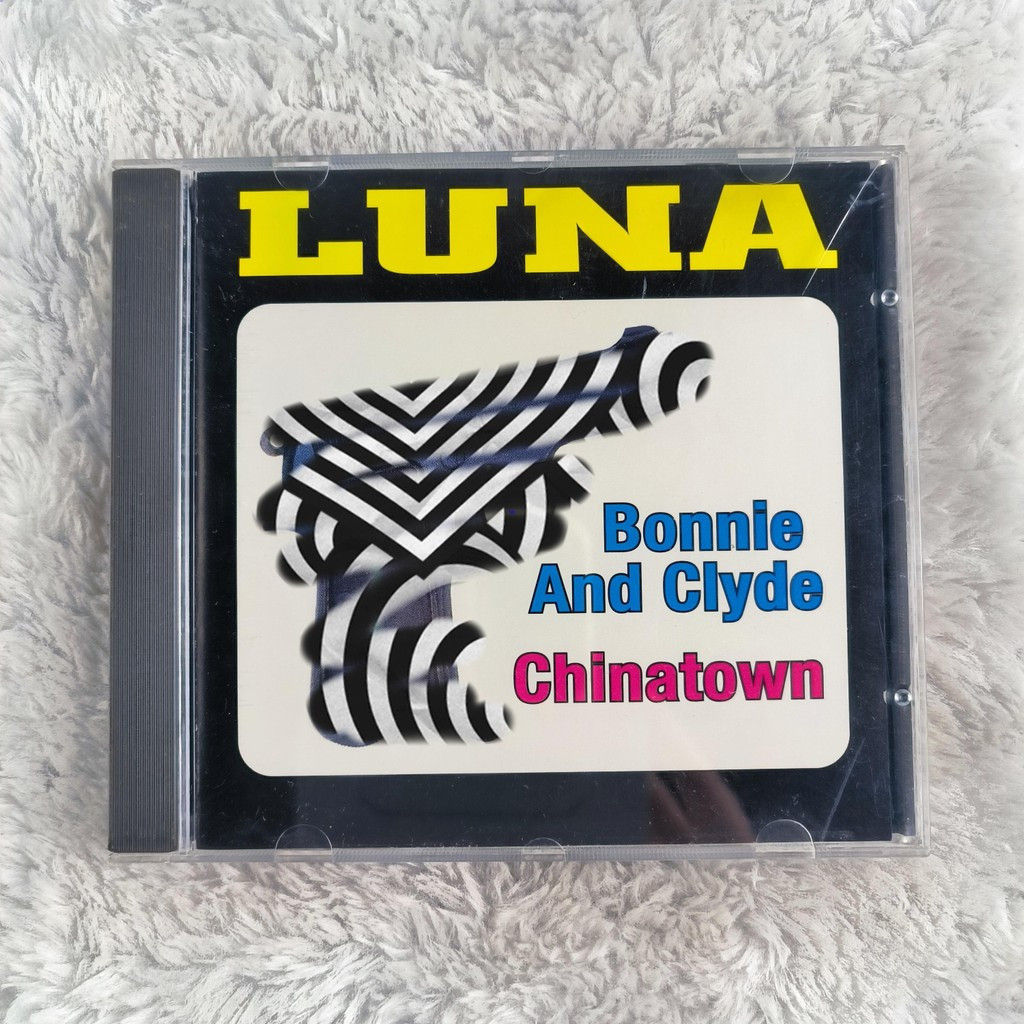 LUNA
Bonnie
And Clyde
Chinatown